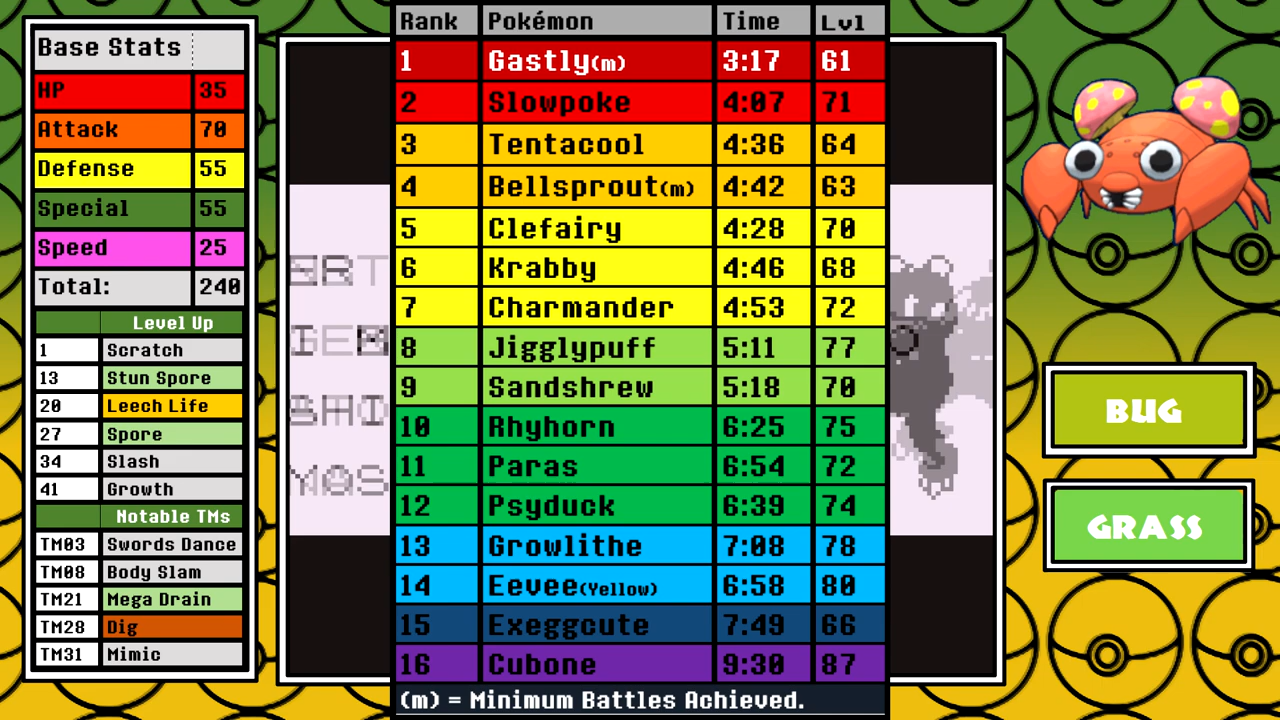 Base Stats
HP 35
Attack 70
Defense 55
Special 55
Speed 25
Total: 240
Level Up
1 Scratch
13 Stun Spore
20 Leech Life
27 Spore
34 Slash
41 Growth
Notable TMs
TM03 Swords Dance
TM08 Body Slam
TM21 Mega Drain
TM28 Dig
TM31 Mimic
Rank Pokémon Time Lvl
1 Gastly(m) 3:17 61
2 Slowpoke 4:07 71
3 Tentacool 4:36 64
4 Bellsprout(m) 4:42 63
5 Clefairy 4:28 70
6 Krabby 4:46 68
7 Charmander 4:53 72
8 Jigglypuff 5:11 77
9 Sandshrew 5:18 70
10 Rhyhorn 6:25 75
11 Paras 6:54 72
12 Psyduck 6:39 74
13 Growlithe 7:08 78
14 Eevee(Yellow) 6:58 80
15 Exeggcute 7:49 66
16 Cubone 9:30 87
(m) = Minimum Battles Achieved.
BUG
GRASS